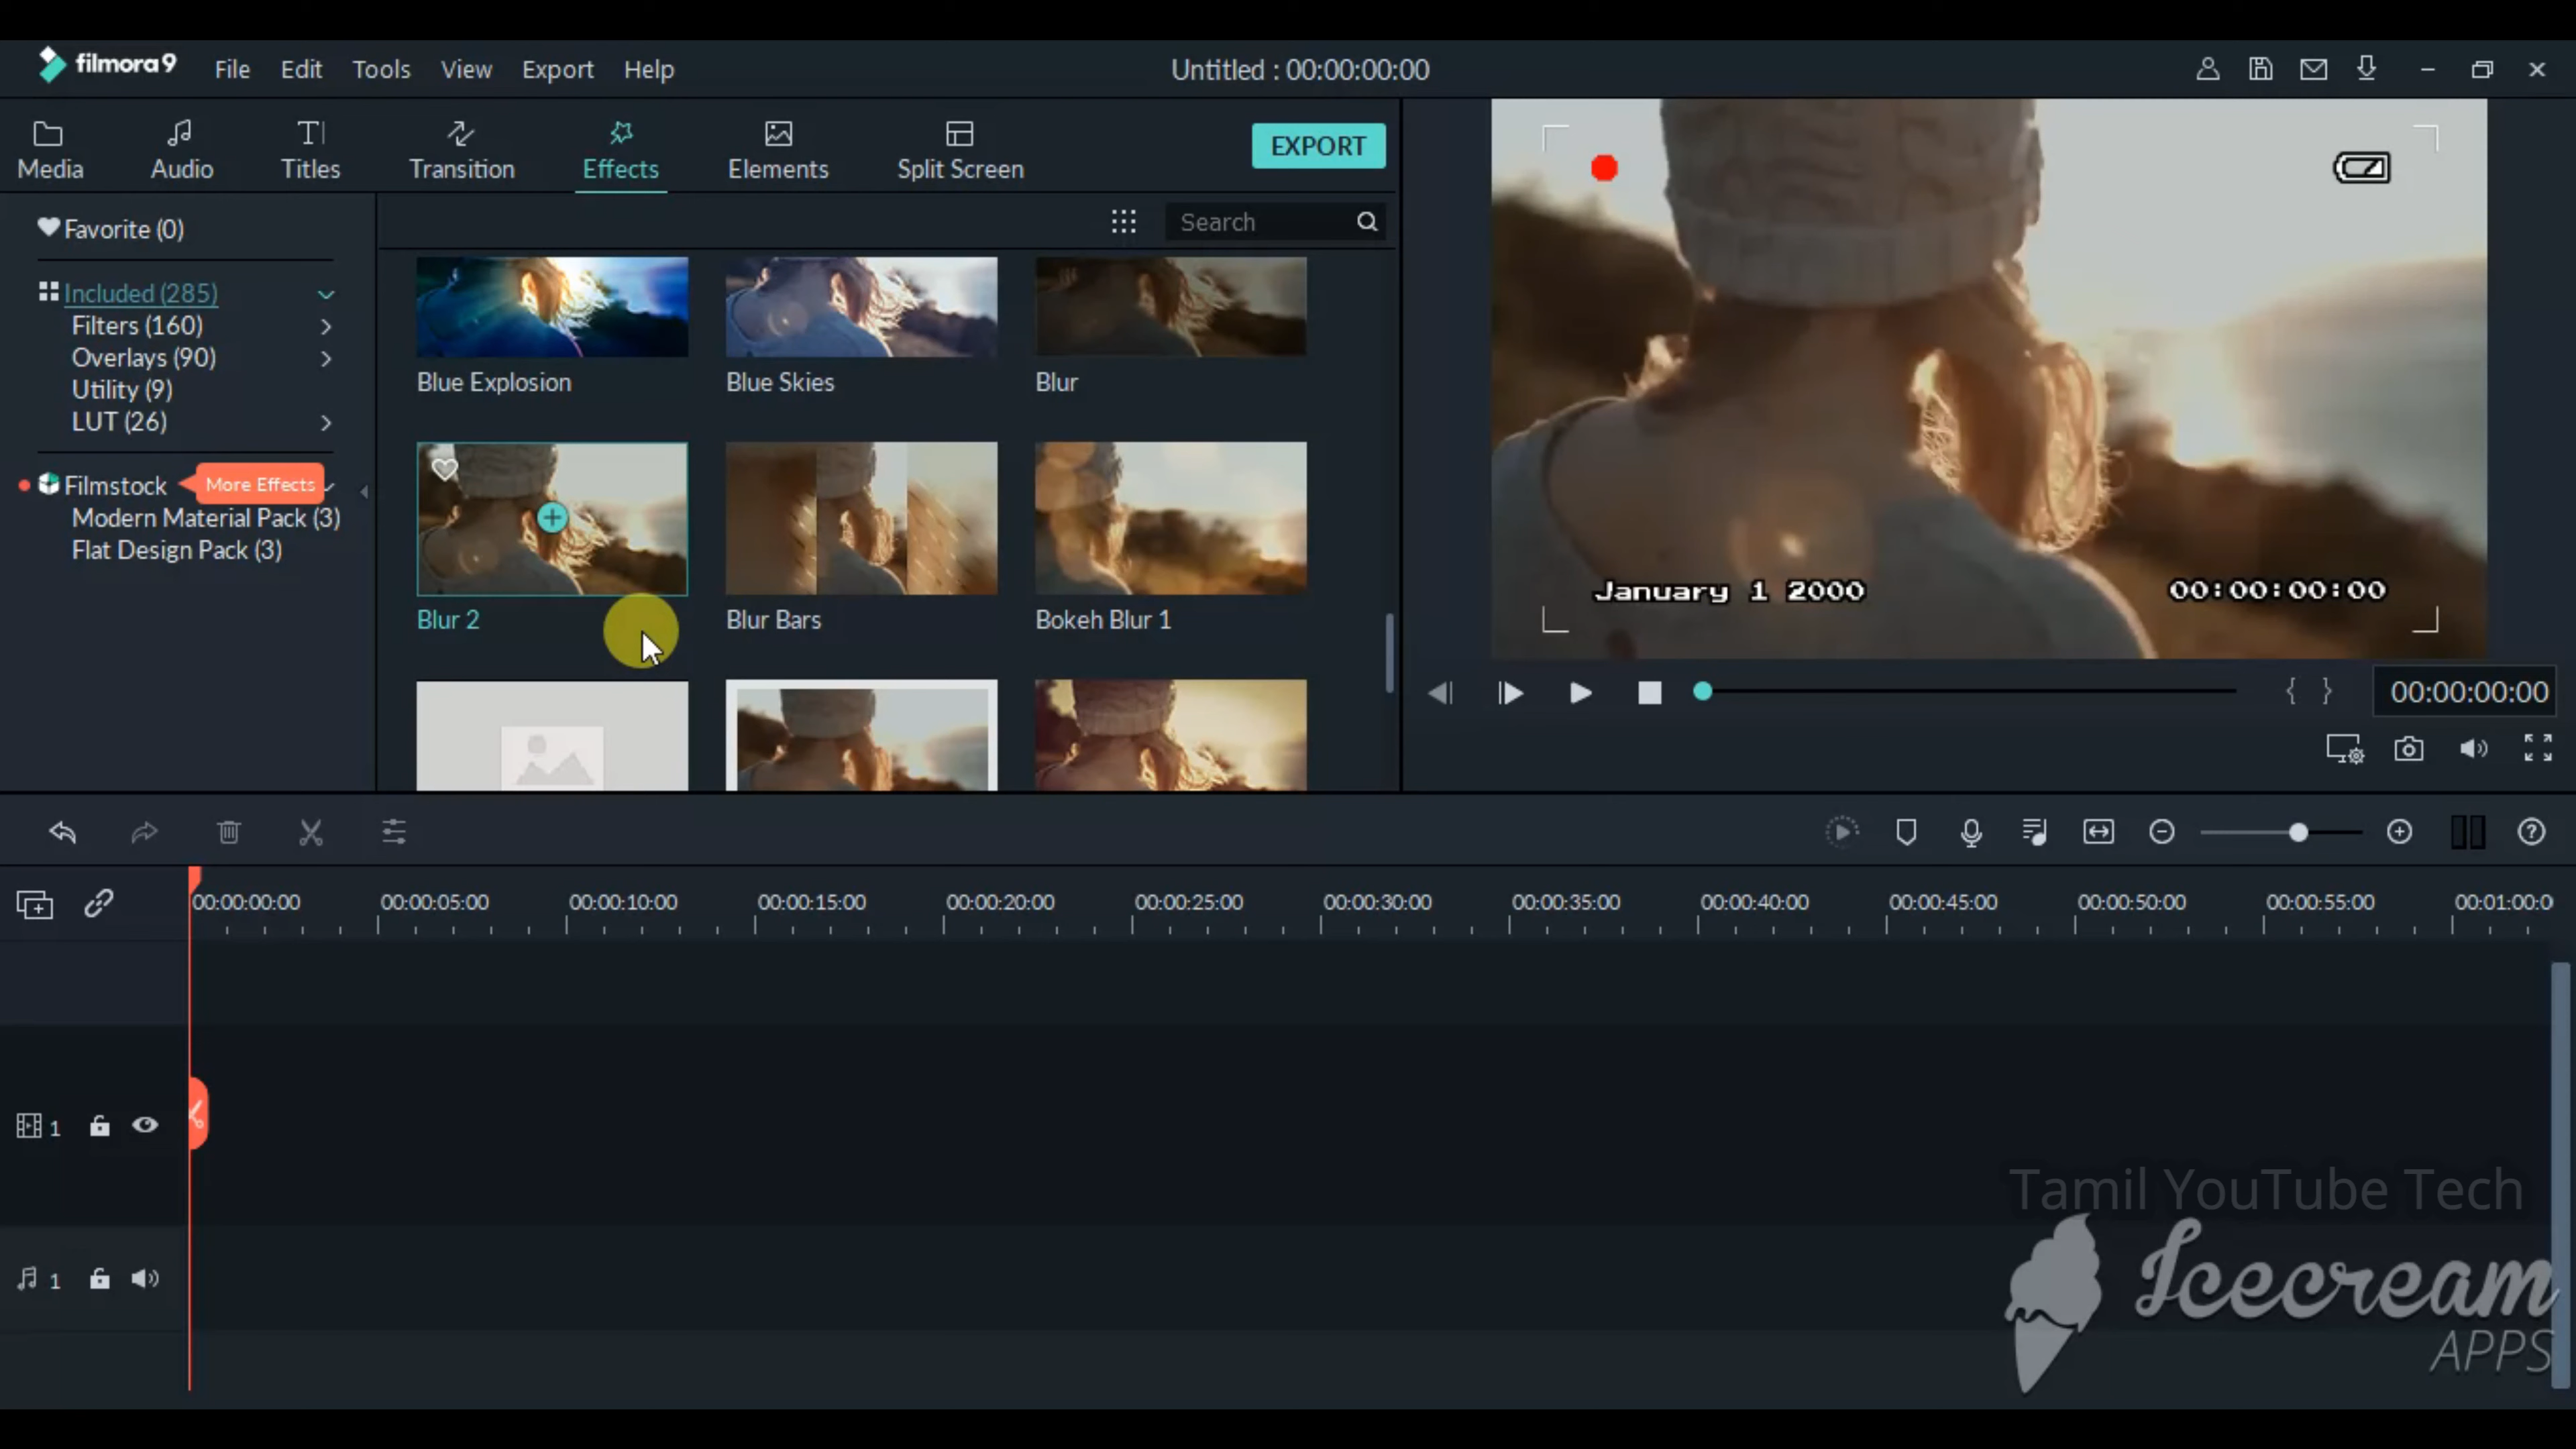 filmora9 File Edit Tools View Export Help Untitled : 00:00:00:00
Media Audio Titles Transition Effects Elements Split Screen EXPORT
Favorite (0)
Search
Included (285)
Filters (160)
Overlays (90)
Utility (9)
LUT (26)
Filmstock More Effects
Modern Material Pack (3)
Flat Design Pack (3)
Blue Explosion Blue Skies Blur
Blur 2 Blur Bars Bokeh Blur 1
January 1 2000 00:00:00:00
00:00:00:00
00:00:00:00 00:00:05:00 00:00:10:00 00:00:15:00 00:00:20:00 00:00:25:00 00:00:30:00 00:00:35:00 00:00:40:00 00:00:45:00 00:00:50:00 00:00:55:00 00:01:00:0
1
1
Tamil YouTube Tech
Icecream
APPS